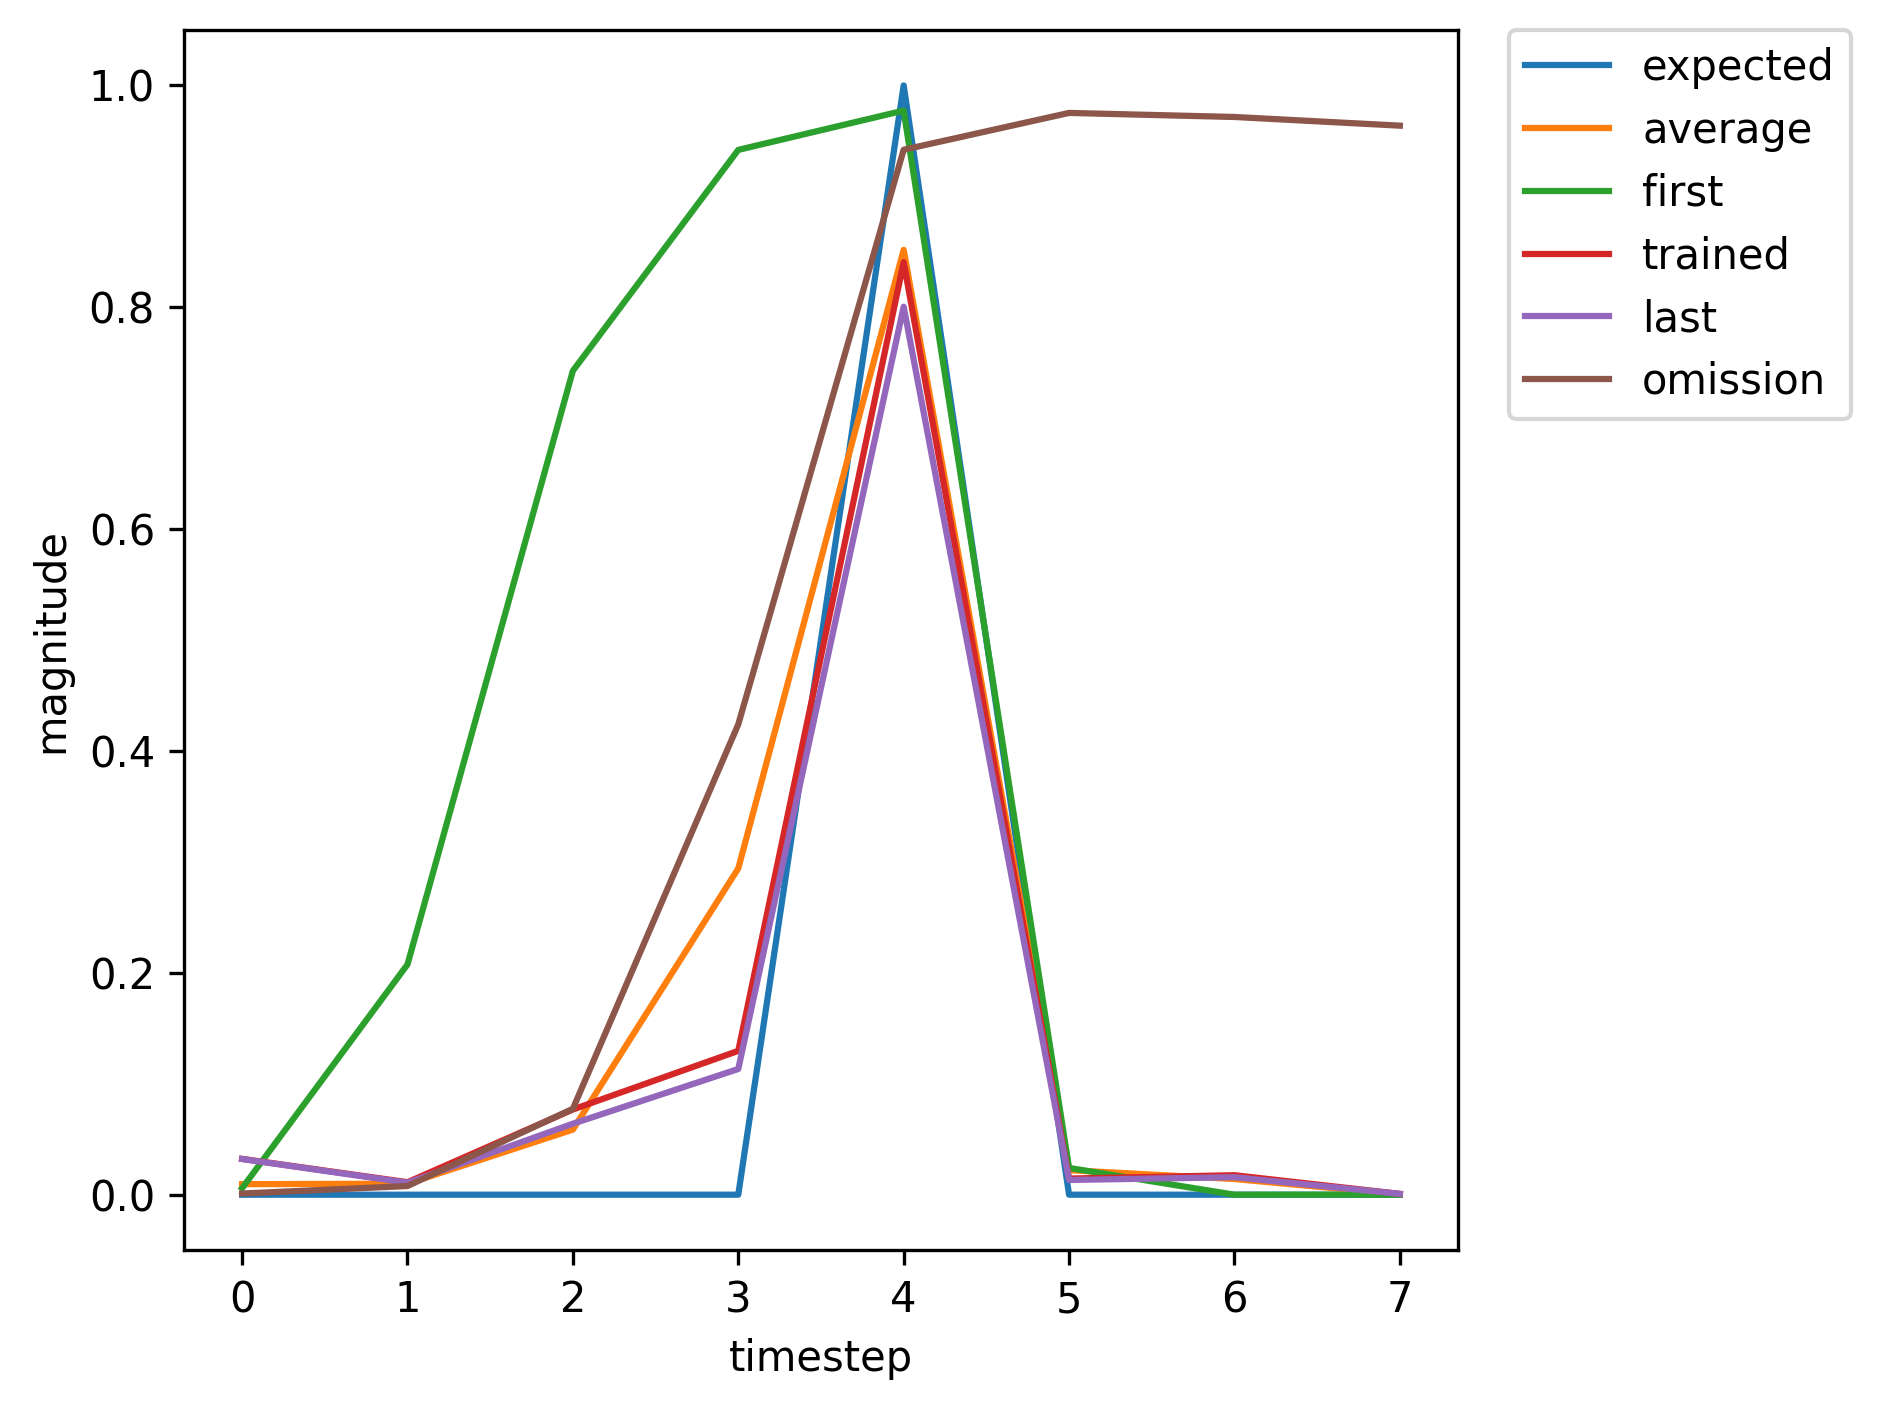 1.0
0.8
0.6
0.4
0.2
0.0
magnitude
0 1 2 3 4 5 6 7
timestep
expected
average
first
trained
last
omission